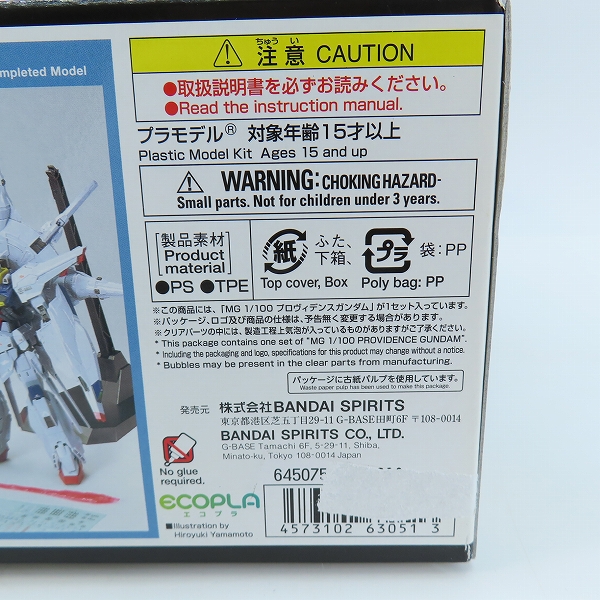 ompleted Model
ちゅうい
注意 CAUTION
●取扱説明書を必ずお読みください。
●Read the instruction manual.
プラモデル® 対象年齢15才以上
Plastic Model Kit Ages 15 and up
WARNING: CHOKING HAZARD-
Small parts. Not for children under 3 years.
[製品素材]
[Product material]
●PS ●TPE
紙 ふた、下箱、
Top cover, Box
プラ 袋:PP
Poly bag: PP
※この商品には、「MG 1/100 プロヴィデンスガンダム」が1セット入っています。
※パッケージ、ロゴ及び商品の仕様は、予告無く変更する場合があります。
※クリアパーツの中には、製造工程上気泡が入っているものがありますがご了承ください。
* This package contains one set of "MG 1/100 PROVIDENCE GUNDAM".
* Including the packaging and logo, specifications for this product may change without a notice.
* Bubbles may be present in the clear parts from manufacturing.
パッケージに古紙パルプを使用しています。
Waste paper pulp has been used to make this package.
発売元 株式会社BANDAI SPIRITS
東京都港区芝五丁目29-11 G-BASE田町6F 〒108-0014
BANDAI SPIRITS CO., LTD.
G-BASE Tamachi 6F, 5-29-11, Shiba,
Minato-ku, Tokyo 108-0014 Japan
No glue
required.
645075
ECOPLA
エコプラ
■Illustration by
Hiroyuki Yamamoto
4573102 63051 3